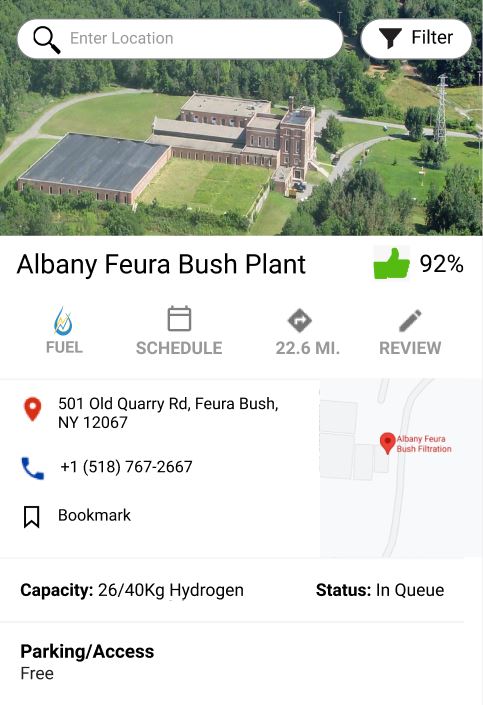 Enter Location
Filter
Albany Feura Bush Plant
92%
FUEL
SCHEDULE
22.6 MI.
REVIEW
501 Old Quarry Rd, Feura Bush,
NY 12067
Albany Feura
Bush Filtration
+1 (518) 767-2667
Bookmark
Capacity: 26/40Kg Hydrogen
Status: In Queue
Parking/Access
Free